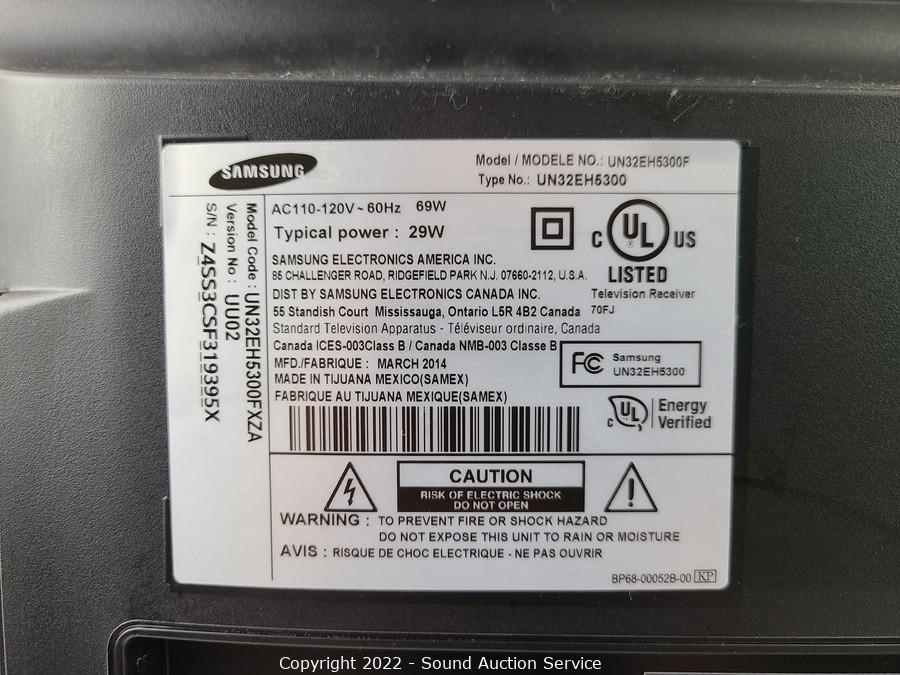 SAMSUNG
Model / MODELE NO.: UN32EH5300F
Type No.: UN32EH5300
Model Code : UN32EH5300FXZA
Version No : UU02
S/N : Z4SS3CSF319395X
AC110-120V~60Hz 69W
Typical power : 29W
SAMSUNG ELECTRONICS AMERICA INC.
85 CHALLENGER ROAD, RIDGEFIELD PARK N.J. 07660-2112, U.S.A.
DIST BY SAMSUNG ELECTRONICS CANADA INC.
55 Standish Court Mississauga, Ontario L5R 4B2 Canada
Standard Television Apparatus - Téléviseur ordinaire, Canada
Canada ICES-003Class B / Canada NMB-003 Classe B
MFD./FABRIQUE : MARCH 2014
MADE IN TIJUANA MEXICO(SAMEX)
FABRIQUE AU TIJUANA MEXIQUE(SAMEX)
C UL US
LISTED
Television Receiver
70FJ
FC Samsung
UN32EH5300
c UL Energy
Verified
CAUTION
RISK OF ELECTRIC SHOCK
DO NOT OPEN
WARNING : TO PREVENT FIRE OR SHOCK HAZARD
DO NOT EXPOSE THIS UNIT TO RAIN OR MOISTURE
AVIS : RISQUE DE CHOC ELECTRIQUE - NE PAS OUVRIR
BP68-00052B-00 KP
Copyright 2022 - Sound Auction Service